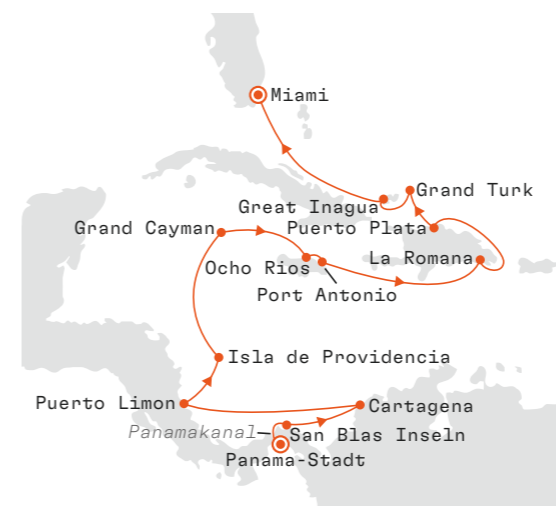 Miami
Grand Turk
Great Inagua
Puerto Plata
Grand Cayman
La Romana
Ocho Rios
Port Antonio
Isla de Providencia
Puerto Limon
Cartagena
Panamakanal
San Blas Inseln
Panama-Stadt